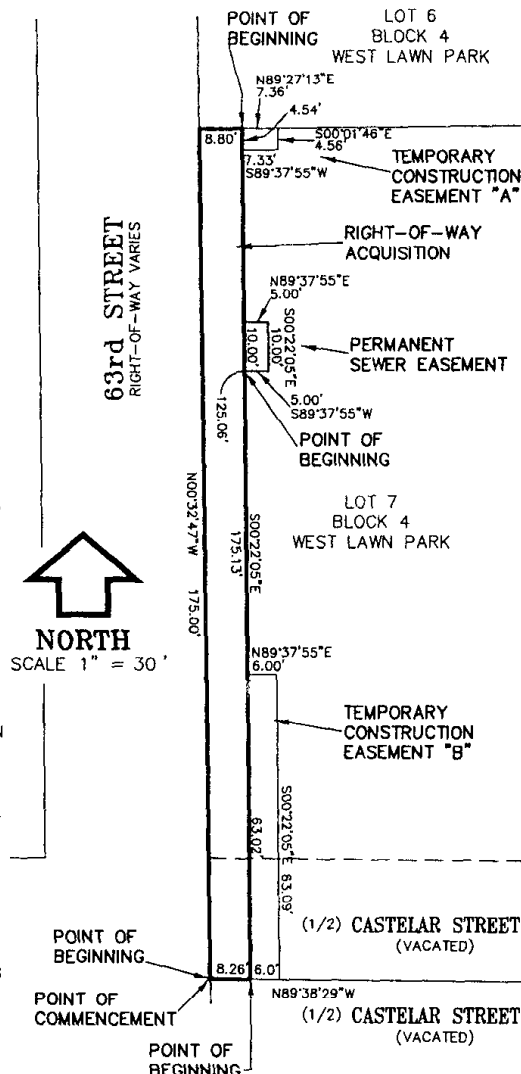 POINT OF
BEGINNING
LOT 6
BLOCK 4
WEST LAWN PARK
N89°27'13"E
7.36'
4.54'
8.80'
S00°01'46"E
4.56'
7.33'
S89°37'55"W
TEMPORARY
CONSTRUCTION
EASEMENT "A"
RIGHT-OF-WAY
ACQUISITION
63rd STREET
RIGHT-OF-WAY VARIES
N89°37'55"E
5.00'
10.00'
10.00'
S00°22'05"E
PERMANENT
SEWER EASEMENT
5.00'
S89°37'55"W
125.06'
POINT OF
BEGINNING
LOT 7
BLOCK 4
WEST LAWN PARK
N00°32'47"W
175.00'
S00°22'05"E
175.13'
NORTH
SCALE 1" = 30'
N89°37'55"E
6.00'
TEMPORARY
CONSTRUCTION
EASEMENT "B"
63.02'
S00°22'05"E
63.09'
(1/2) CASTELAR STREET
(VACATED)
POINT OF
BEGINNING
8.26'
6.0'
N89°38'29"W
POINT OF
COMMENCEMENT
(1/2) CASTELAR STREET
(VACATED)
POINT OF
BEGINNING